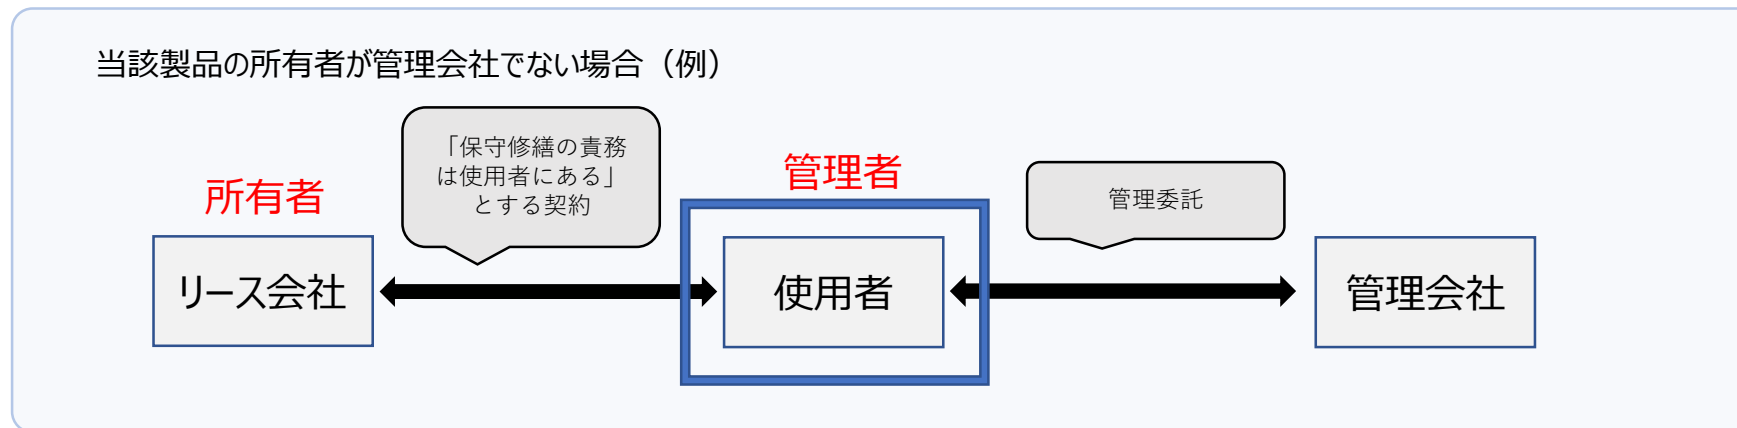 当該製品の所有者が管理会社でない場合（例）
「保守修繕の責務
は使用者にある」
とする契約
所有者
管理者
管理委託
リース会社
使用者
管理会社